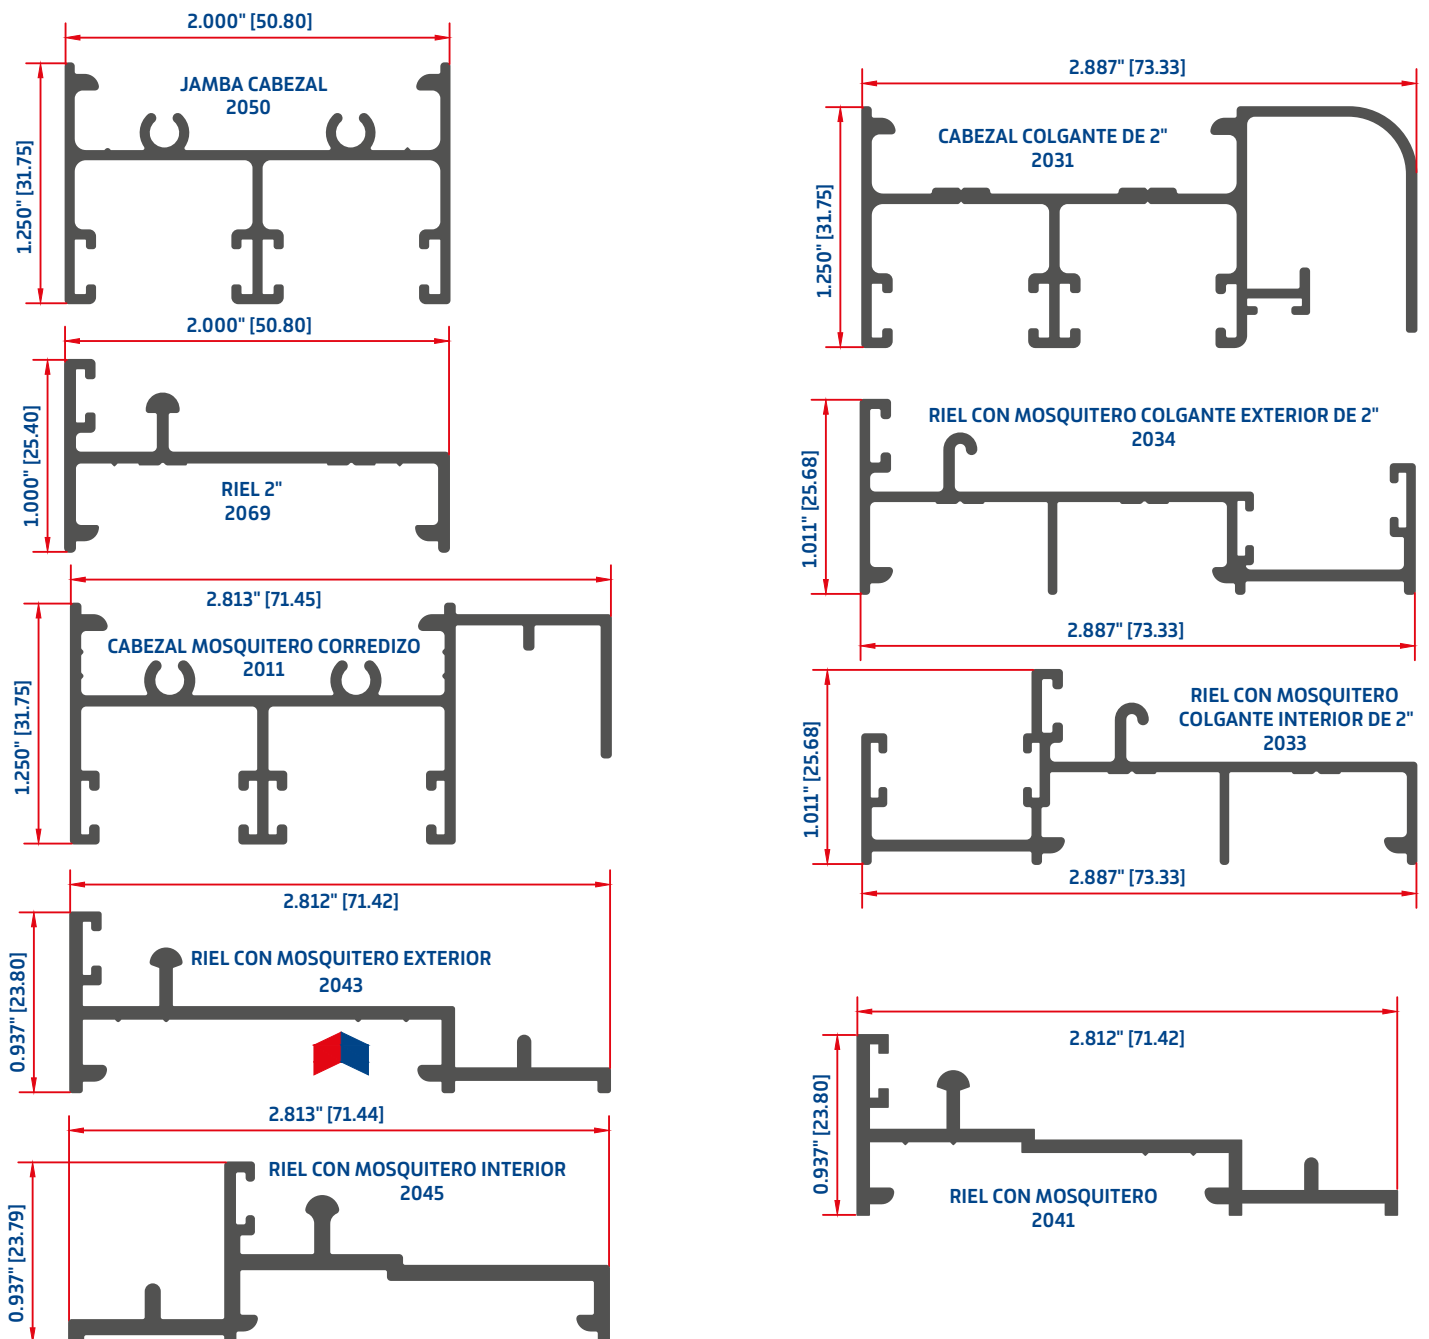 2.000" [50.80]
JAMBA CABEZAL
2050
1.250" [31.75]
2.000" [50.80]
1.000" [25.40]
RIEL 2"
2069
2.813" [71.45]
CABEZAL MOSQUITERO CORREDIZO
2011
1.250" [31.75]
2.812" [71.42]
RIEL CON MOSQUITERO EXTERIOR
2043
0.937" [23.80]
2.813" [71.44]
RIEL CON MOSQUITERO INTERIOR
2045
0.937" [23.79]
2.887" [73.33]
CABEZAL COLGANTE DE 2"
2031
1.250" [31.75]
RIEL CON MOSQUITERO COLGANTE EXTERIOR DE 2"
2034
1.011" [25.68]
2.887" [73.33]
RIEL CON MOSQUITERO
COLGANTE INTERIOR DE 2"
2033
1.011" [25.68]
2.887" [73.33]
2.812" [71.42]
0.937" [23.80]
RIEL CON MOSQUITERO
2041